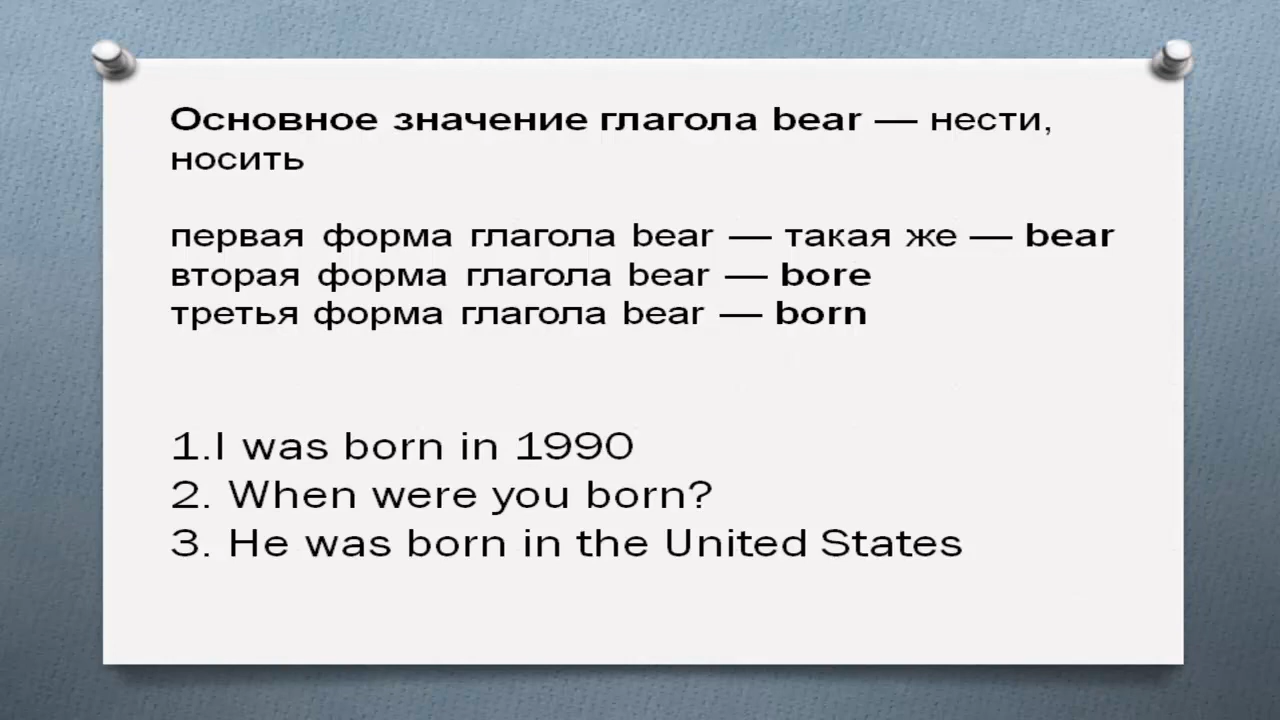 Основное значение глагола bear — нести,
носить
первая форма глагола bear — такая же — bear
вторая форма глагола bear — bore
третья форма глагола bear — born
1.I was born in 1990
2. When were you born?
3. He was born in the United States